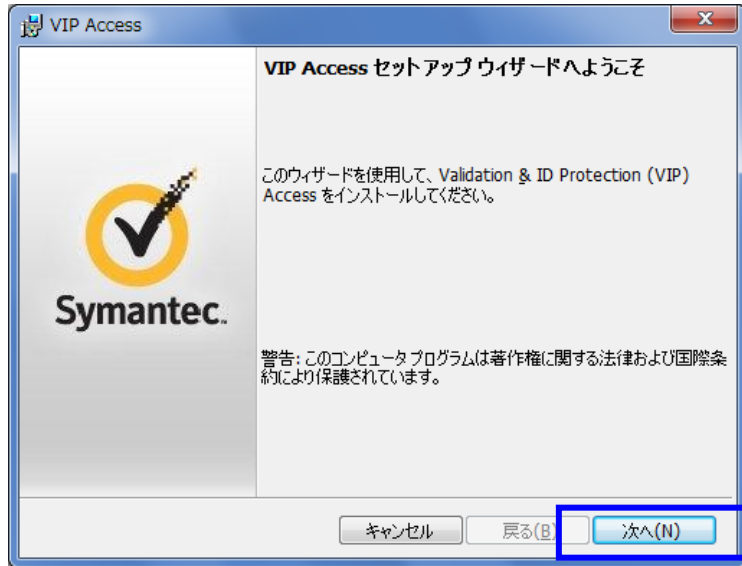 VIP Access
VIP Access セットアップ ウィザードへようこそ
このウィザードを使用して、Validation & ID Protection (VIP)
Access をインストールしてください。
Symantec.
警告: このコンピュータ プログラムは著作権に関する法律および国際条
約により保護されています。
キャンセル
戻る(B)
次へ(N)